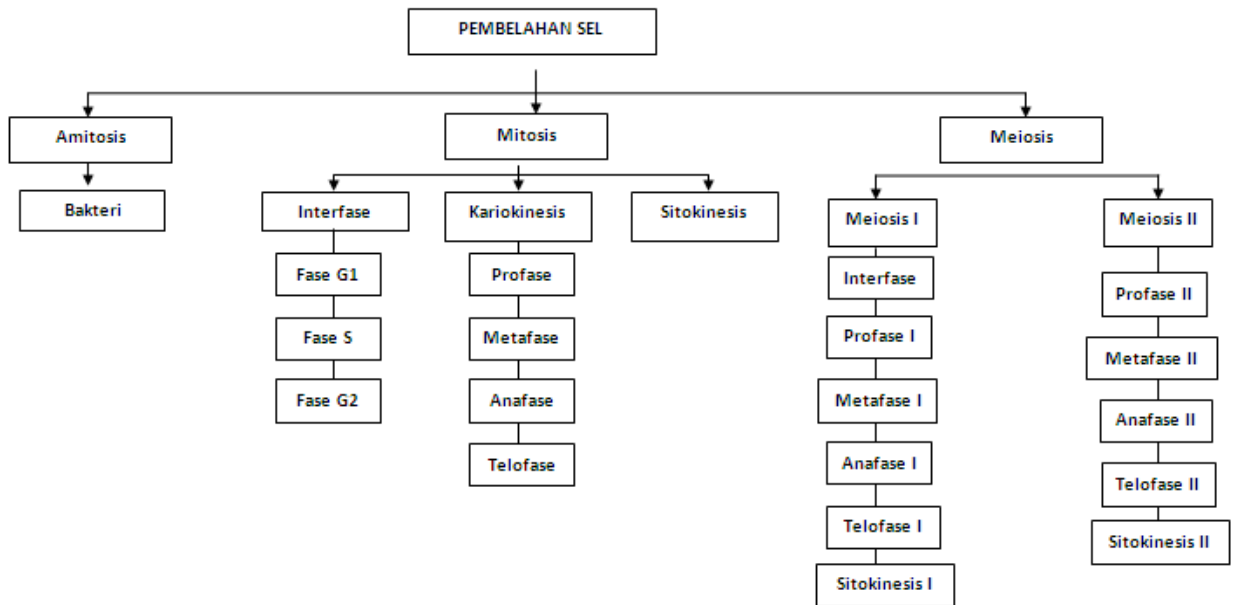 PEMBELAHAN SEL
Amitosis
Mitosis
Meiosis
Bakteri
Interfase
Kariokinesis
Sitokinesis
Meiosis I
Meiosis II
Fase G1
Profase
Interfase
Profase II
Fase S
Metafase
Profase I
Metafase II
Fase G2
Anafase
Metafase I
Anafase II
Telofase
Anafase I
Telofase II
Telofase I
Sitokinesis II
Sitokinesis I